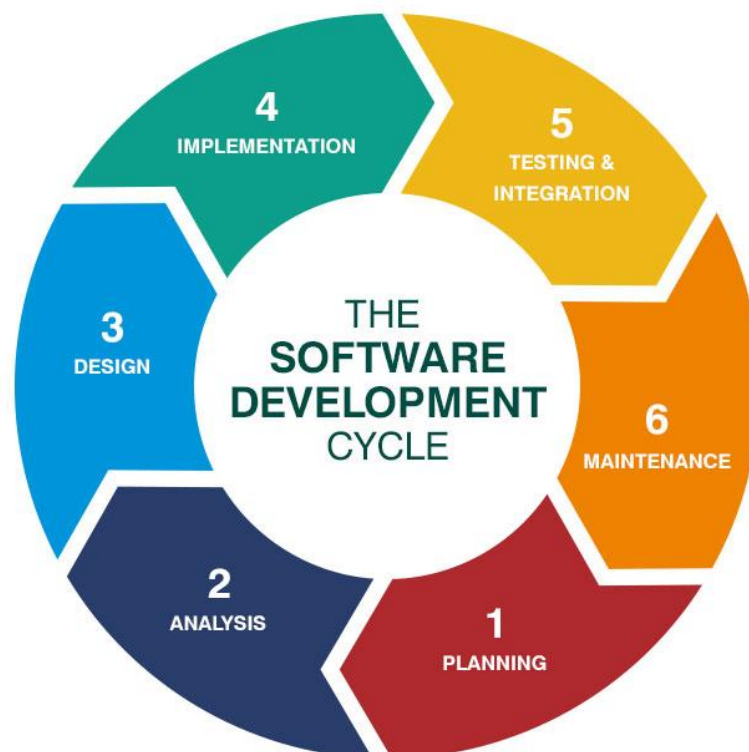 THE
SOFTWARE
DEVELOPMENT
CYCLE
1
PLANNING
2
ANALYSIS
3
DESIGN
4
IMPLEMENTATION
5
TESTING &
INTEGRATION
6
MAINTENANCE